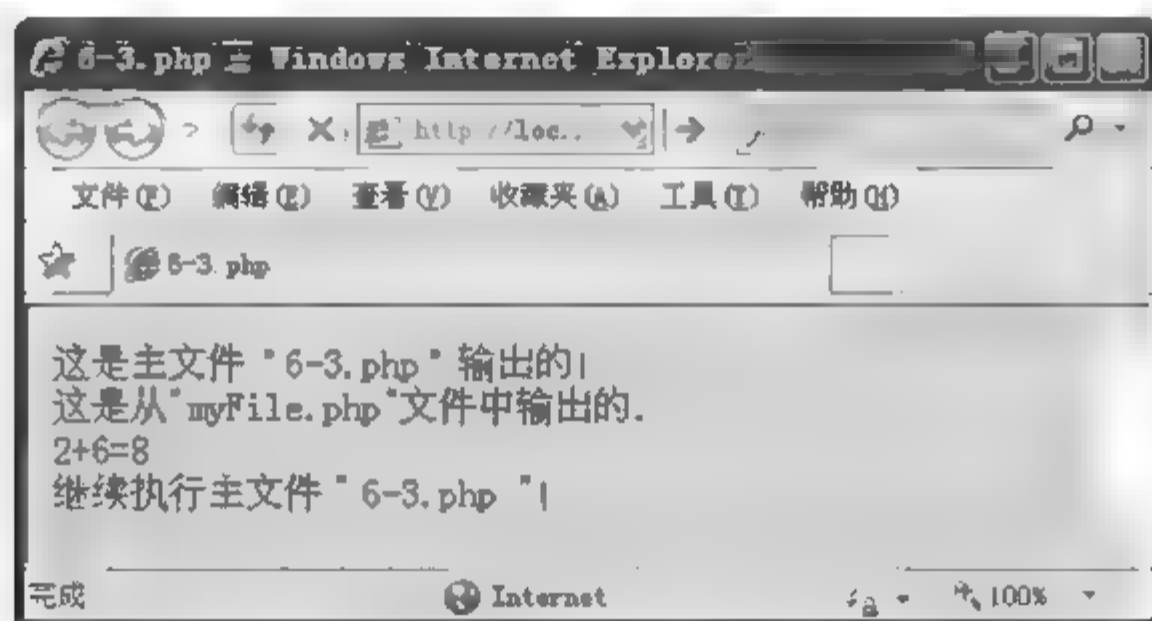 6-3.php - Windows Internet Explorer
http://loc..
文件(F) 编辑(E) 查看(V) 收藏夹(A) 工具(T) 帮助(H)
6-3.php
这是主文件"6-3.php"输出的!
这是从"myFile.php"文件中输出的.
2+6=8
继续执行主文件"6-3.php "!
完成 Internet 100%